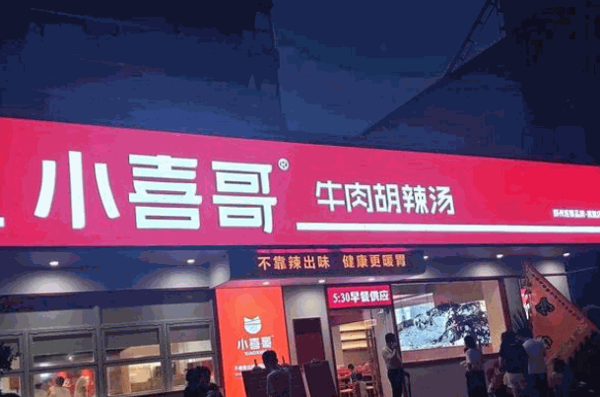 小喜哥®
牛肉胡辣汤
不靠辣出味 健康更暖胃
5:30早餐供应
小喜哥